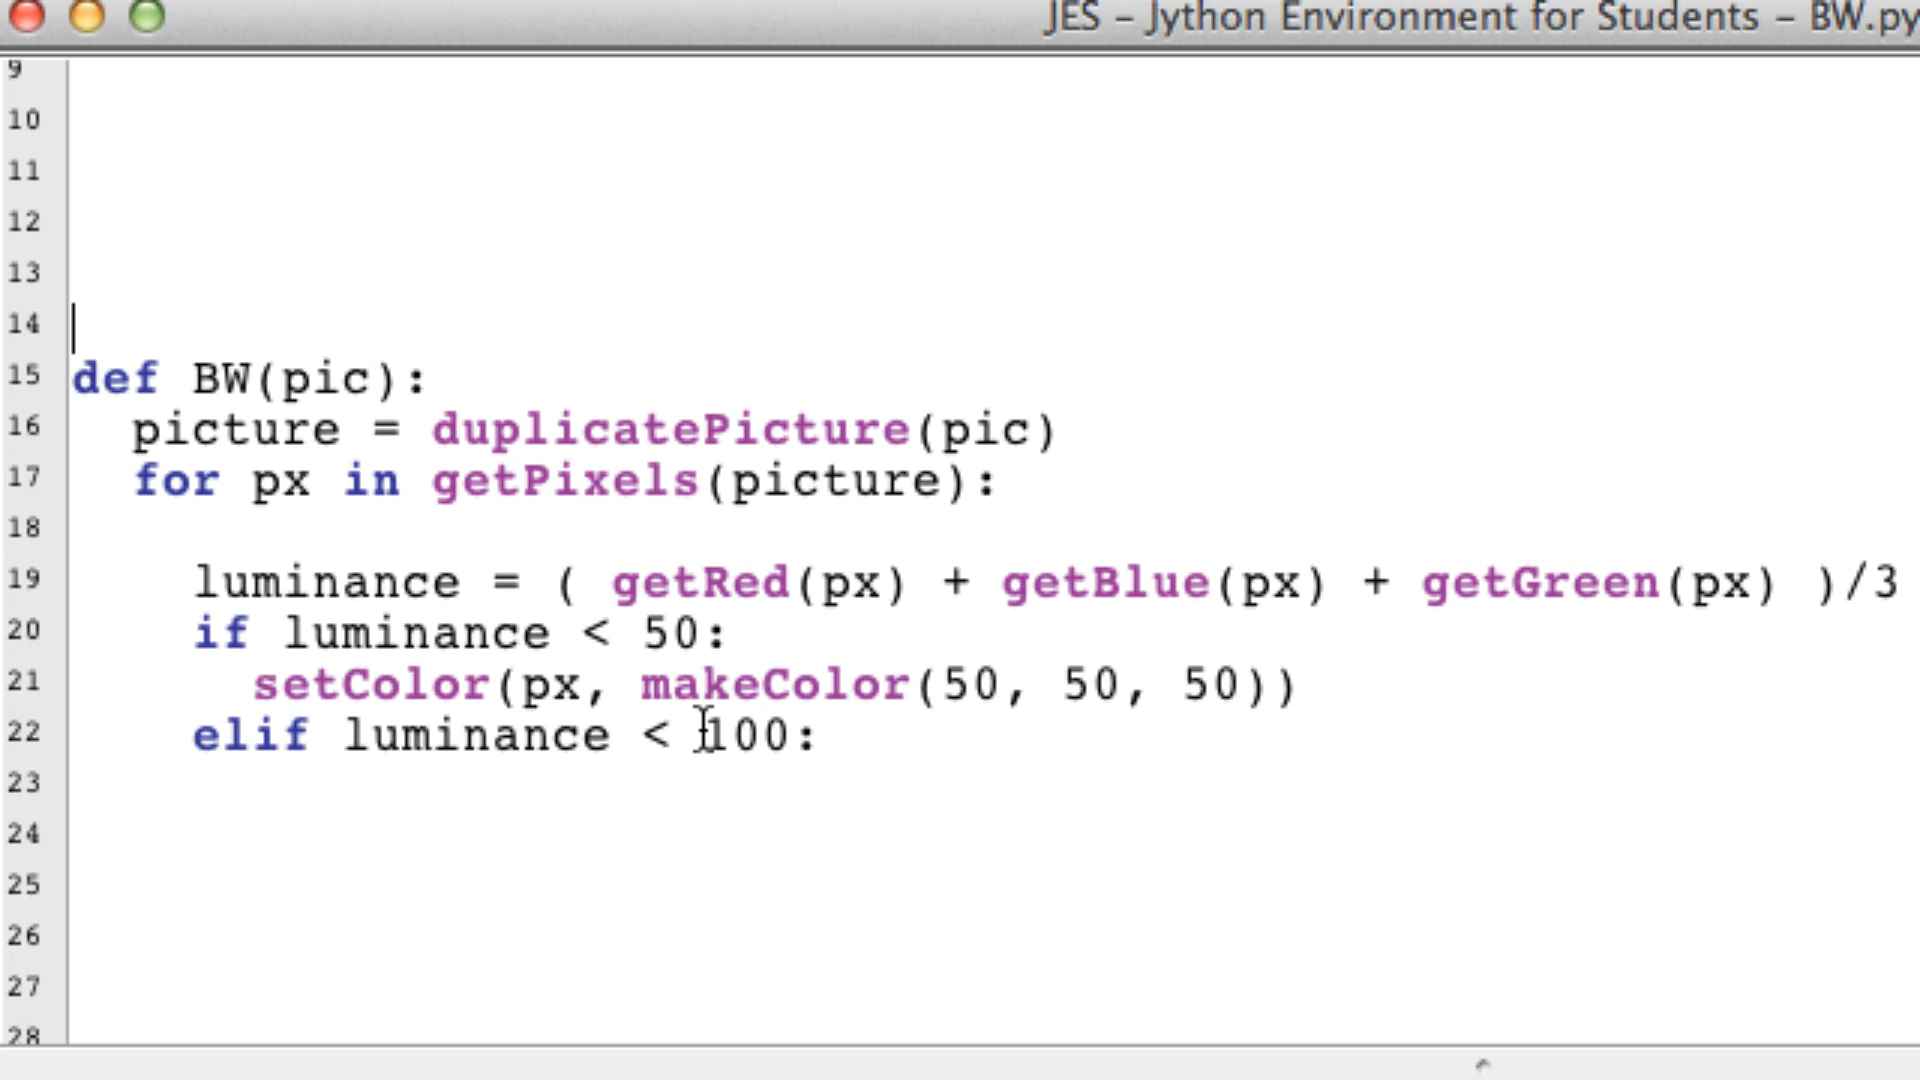 JES – Jython Environment for Students – BW.py
9
10
11
12
13
14
15 def BW(pic):
16 picture = duplicatePicture(pic)
17 for px in getPixels(picture):
18
19 luminance = ( getRed(px) + getBlue(px) + getGreen(px) )/3
20 if luminance < 50:
21 setColor(px, makeColor(50, 50, 50))
22 elif luminance < 100:
23
24
25
26
27
28